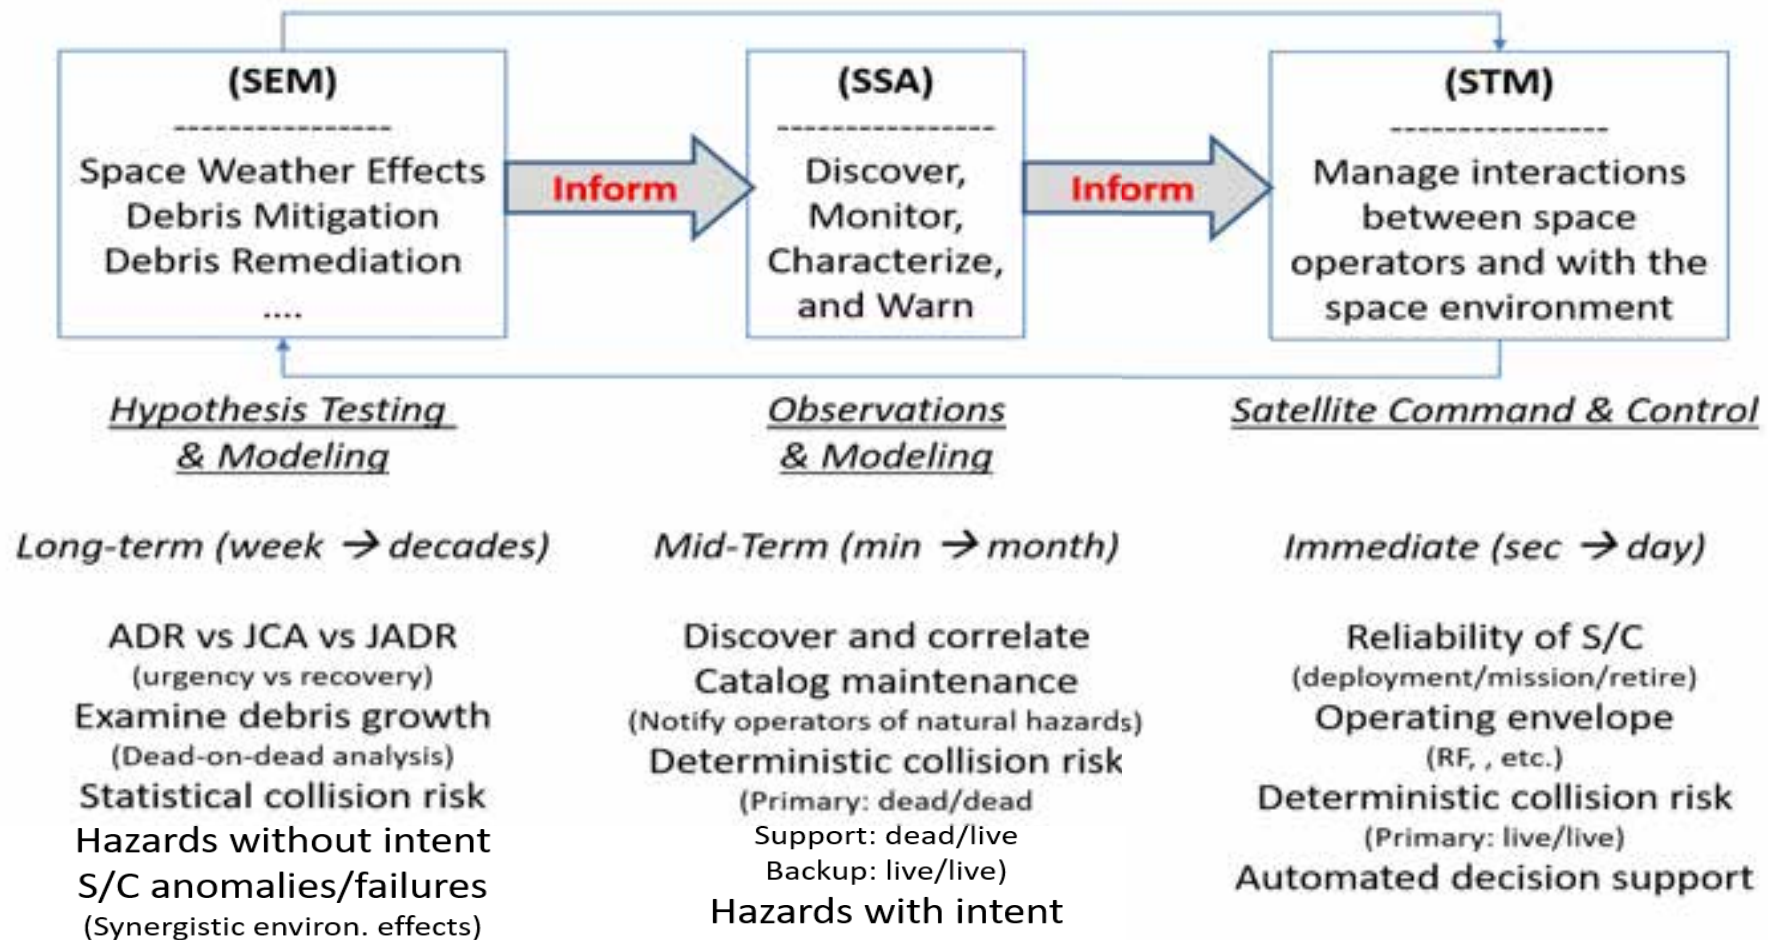 (SEM)
----------------
Space Weather Effects
Debris Mitigation
Debris Remediation
....
Inform
(SSA)
----------------
Discover,
Monitor,
Characterize,
and Warn
Inform
(STM)
----------------
Manage interactions
between space
operators and with the
space environment
Hypothesis Testing
& Modeling
Observations
& Modeling
Satellite Command & Control
Long-term (week → decades)
Mid-Term (min → month)
Immediate (sec → day)
ADR vs JCA vs JADR
(urgency vs recovery)
Examine debris growth
(Dead-on-dead analysis)
Statistical collision risk
Hazards without intent
S/C anomalies/failures
(Synergistic environ. effects)
Discover and correlate
Catalog maintenance
(Notify operators of natural hazards)
Deterministic collision risk
(Primary: dead/dead
Support: dead/live
Backup: live/live)
Hazards with intent
Reliability of S/C
(deployment/mission/retire)
Operating envelope
(RF, , etc.)
Deterministic collision risk
(Primary: live/live)
Automated decision support